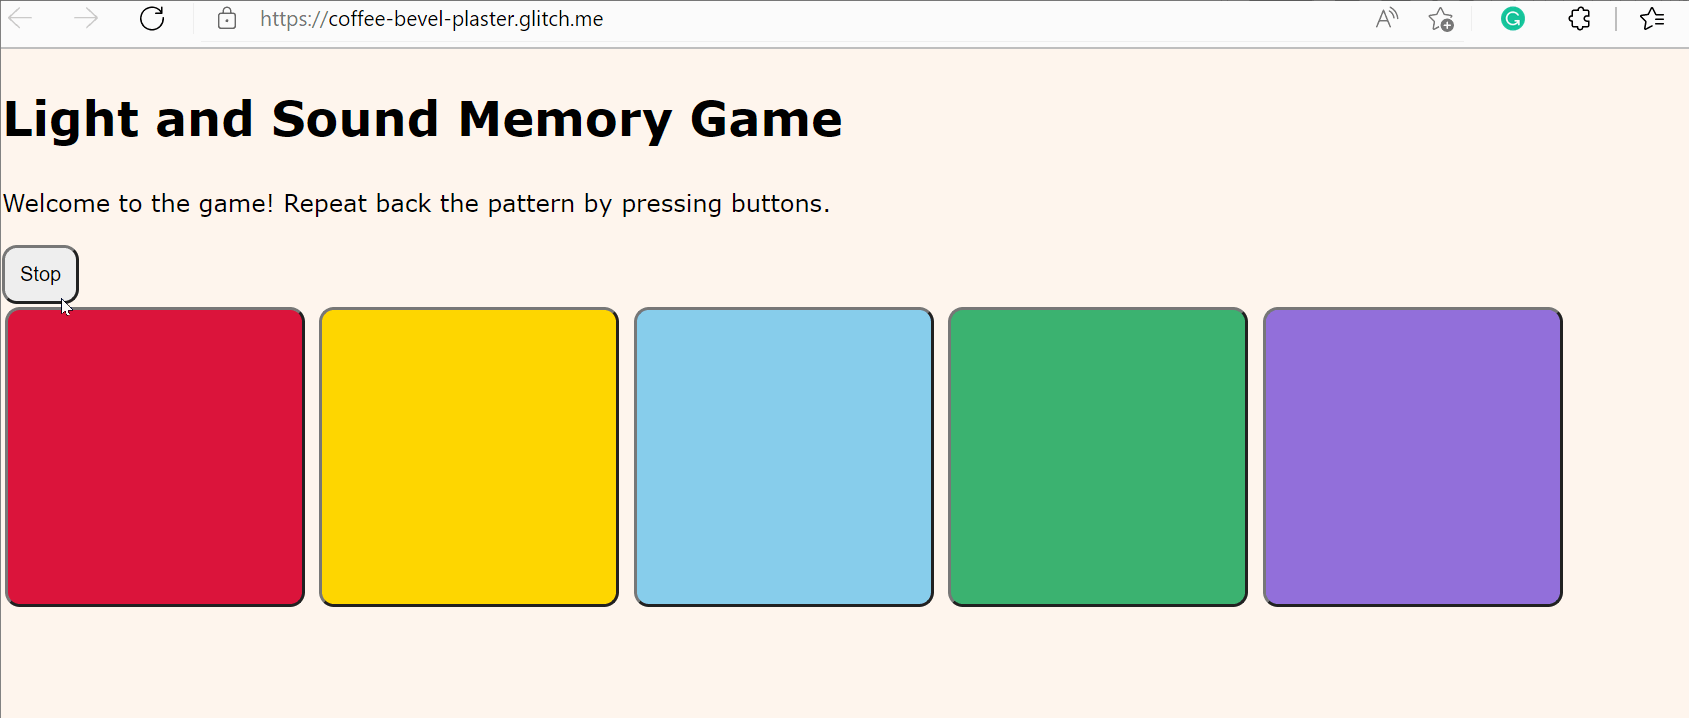 https://coffee-bevel-plaster.glitch.me
Light and Sound Memory Game
Welcome to the game! Repeat back the pattern by pressing buttons.
Stop